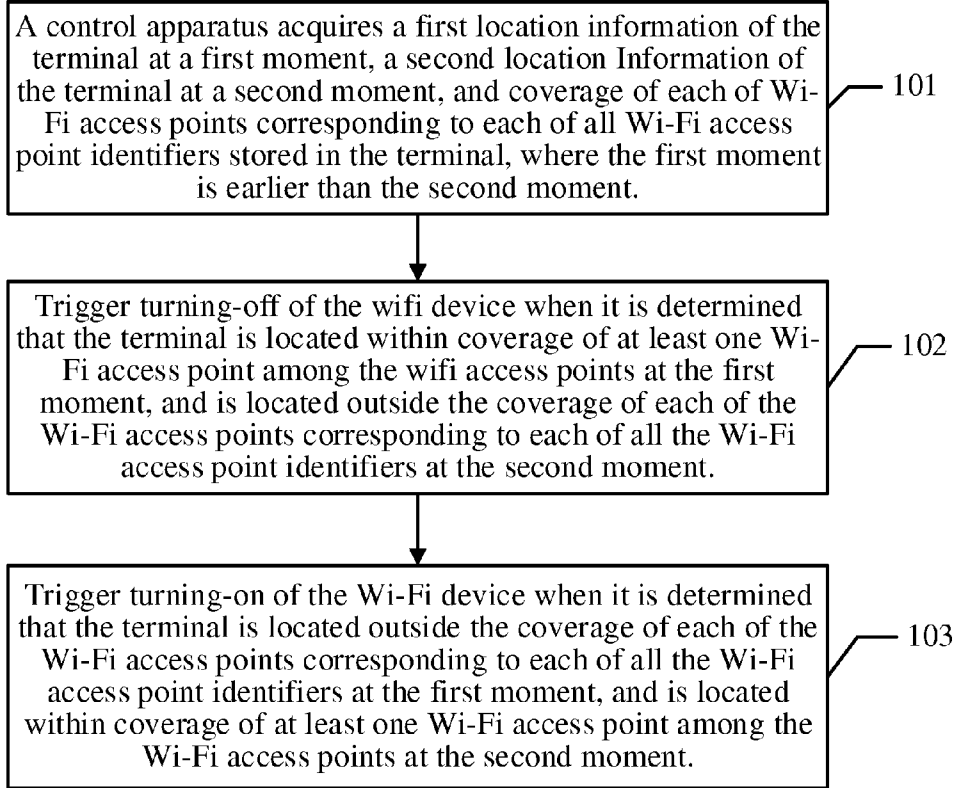 A control apparatus acquires a first location information of the
terminal at a first moment, a second location Information of
the terminal at a second moment, and coverage of each of Wi-
Fi access points corresponding to each of all Wi-Fi access
point identifiers stored in the terminal, where the first moment
is earlier than the second moment.
101
Trigger turning-off of the wifi device when it is determined
that the terminal is located within coverage of at least one Wi-
Fi access point among the wifi access points at the first
moment, and is located outside the coverage of each of the
Wi-Fi access points corresponding to each of all the Wi-Fi
access point identifiers at the second moment.
102
Trigger turning-on of the Wi-Fi device when it is determined
that the terminal is located outside the coverage of each of the
Wi-Fi access points corresponding to each of all the Wi-Fi
access point identifiers at the first moment, and is located
within coverage of at least one Wi-Fi access point among the
Wi-Fi access points at the second moment.
103